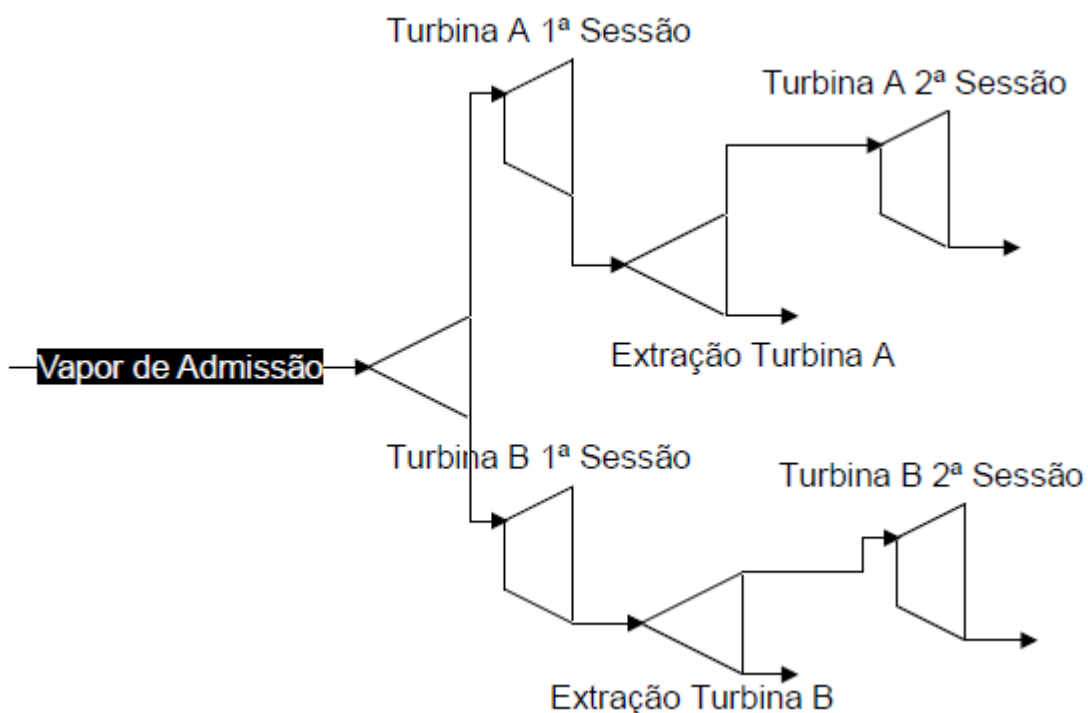 Turbina A 1ª Sessão
Turbina A 2ª Sessão
Extração Turbina A
Vapor de Admissão
Turbina B 1ª Sessão
Turbina B 2ª Sessão
Extração Turbina B